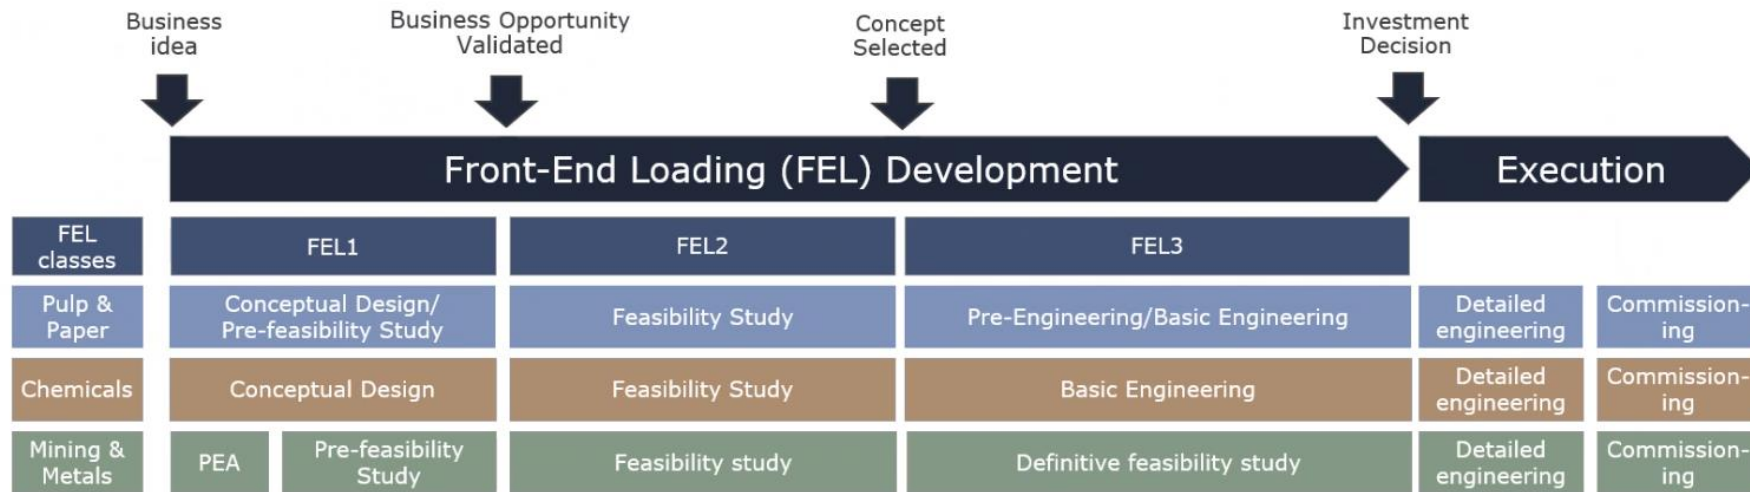 Business
idea
Business Opportunity
Validated
Concept
Selected
Investment
Decision
Front-End Loading (FEL) Development
Execution
FEL
classes
FEL1
FEL2
FEL3
Pulp &
Paper
Conceptual Design/
Pre-feasibility Study
Feasibility Study
Pre-Engineering/Basic Engineering
Detailed
engineering
Commission-
ing
Chemicals
Conceptual Design
Feasibility Study
Basic Engineering
Detailed
engineering
Commission-
ing
Mining &
Metals
PEA
Pre-feasibility
Study
Feasibility study
Definitive feasibility study
Detailed
engineering
Commission-
ing